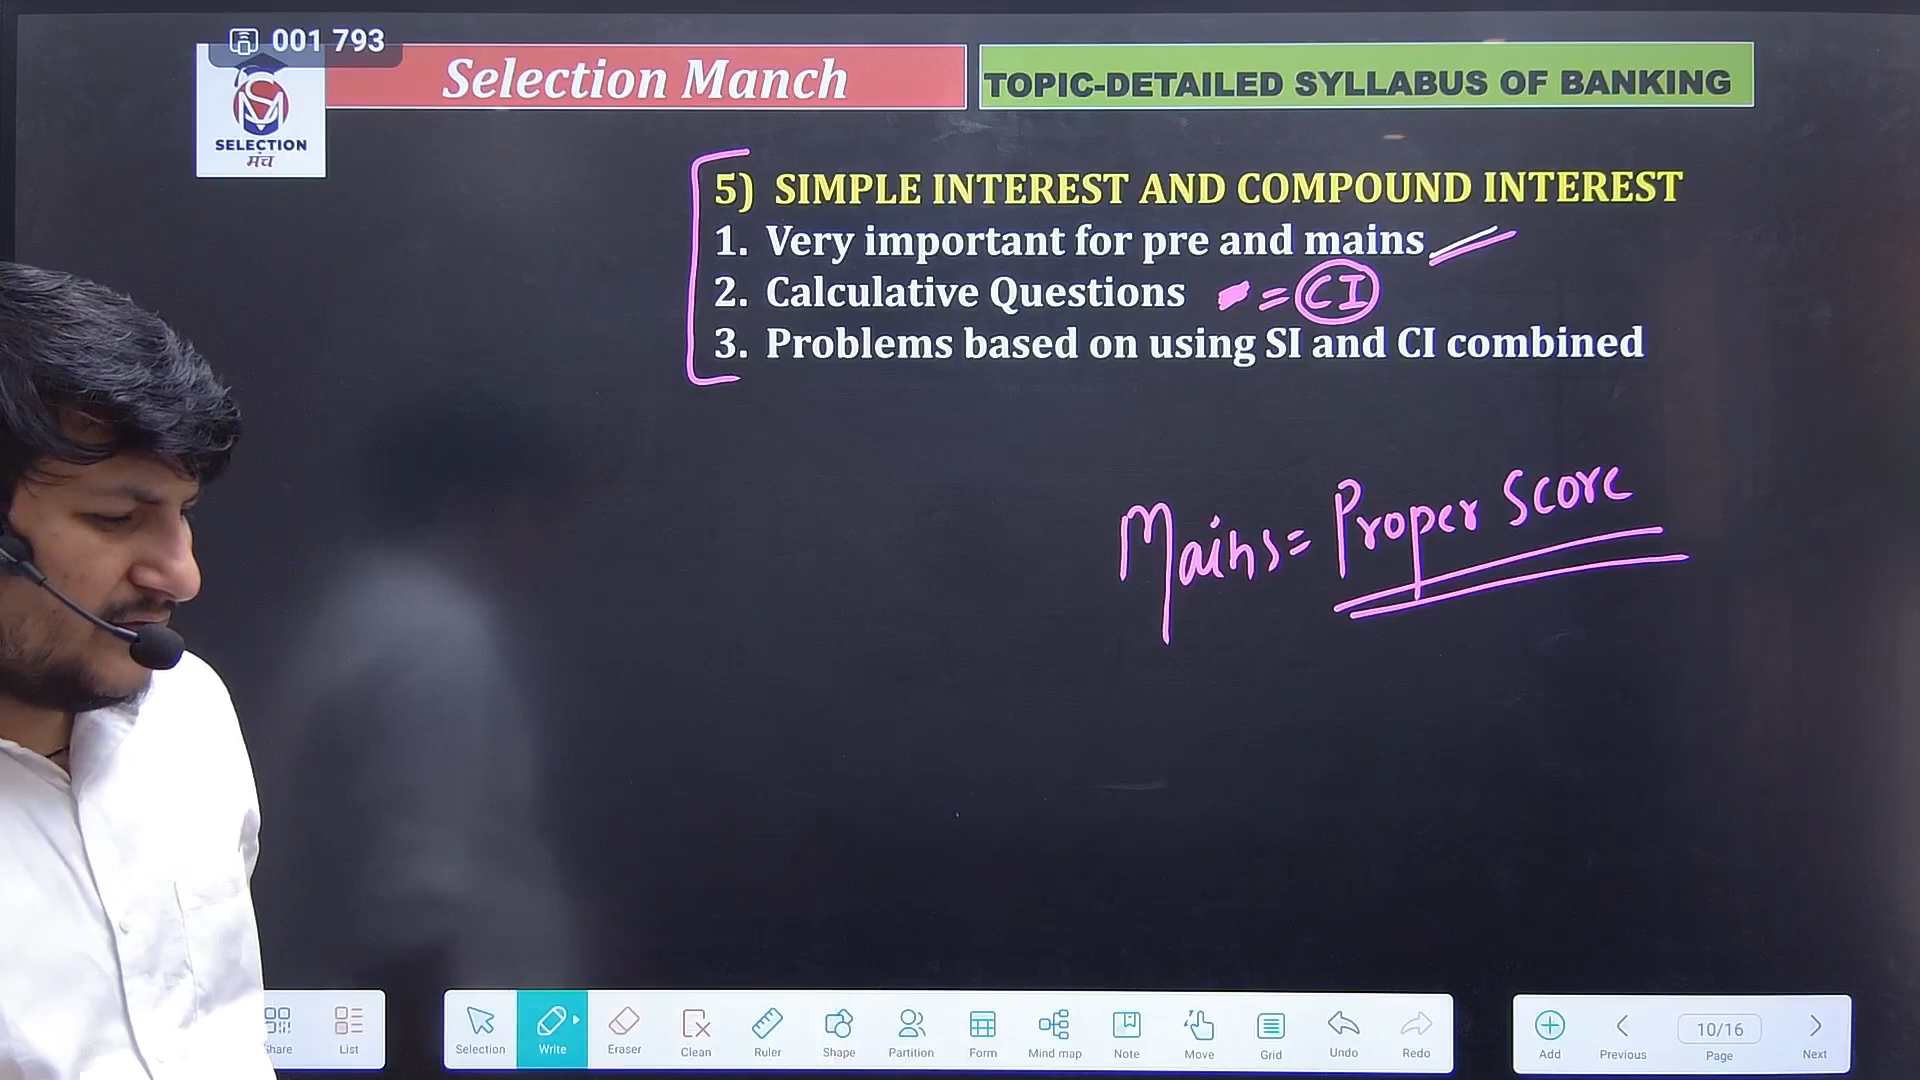 001 793
Selection Manch
TOPIC-DETAILED SYLLABUS OF BANKING
SM
SELECTION
मंच
5) SIMPLE INTEREST AND COMPOUND INTEREST
1. Very important for pre and mains
2. Calculative Questions = CI
3. Problems based on using SI and CI combined
Mains= Proper Score
Share List Selection Write Eraser Clean Ruler Shape Partition Form Mind map Note Move Grid Undo Redo Add Previous 10/16 Page Next